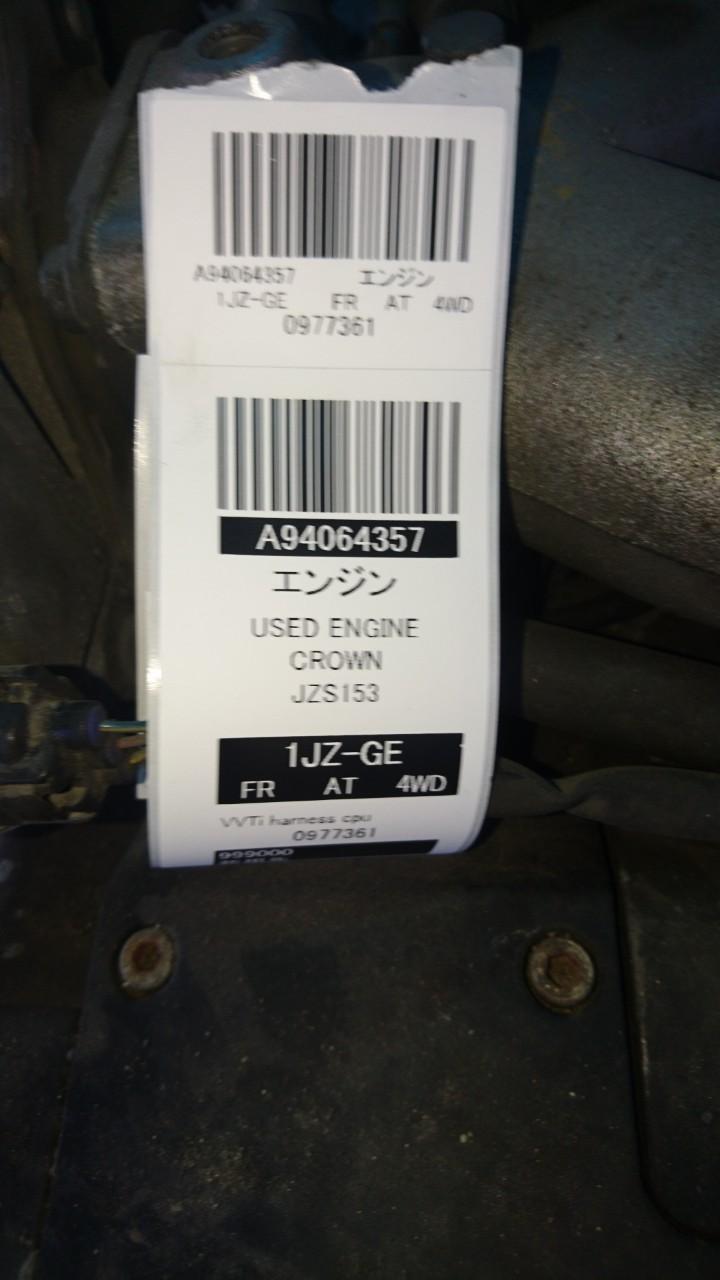 A94064357 エンジン
1JZ-GE FR AT 4WD
0977361
A94064357
エンジン
USED ENGINE
CROWN
JZS153
1JZ-GE
FR AT 4WD
VVTi harness cpu
0977361
999000